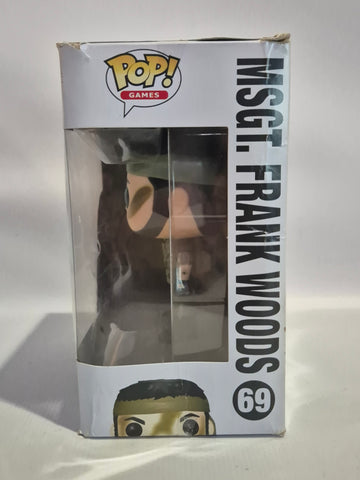 POP!
GAMES
MSGT. FRANK WOODS
69